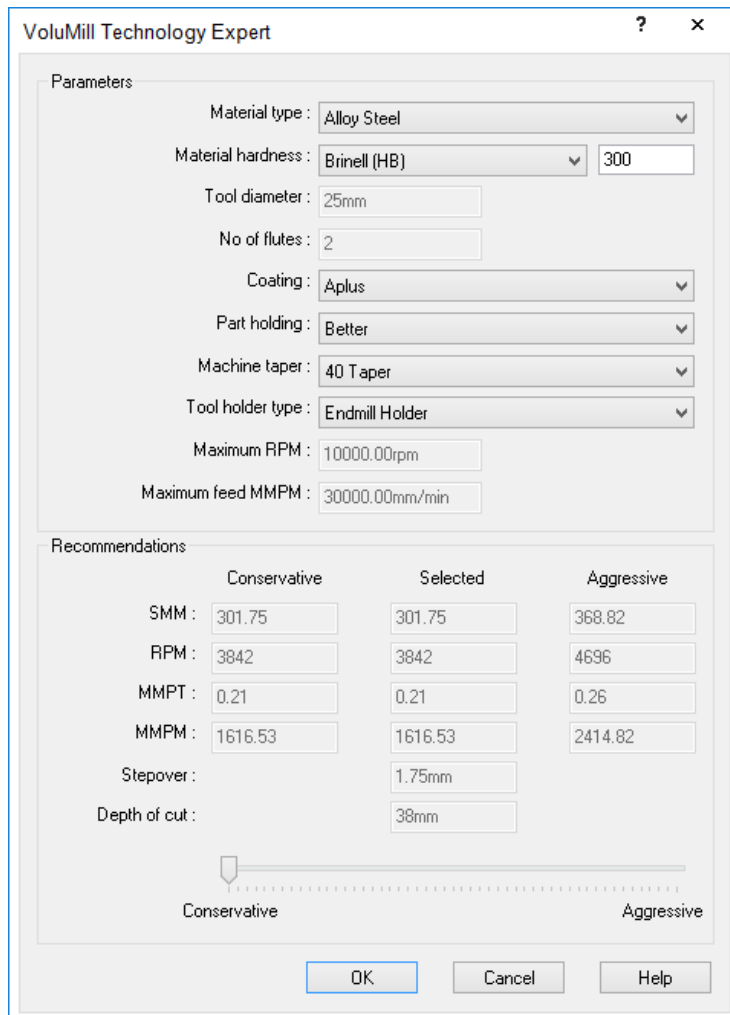 VoluMill Technology Expert ? ×
Parameters
Material type : Alloy Steel
Material hardness : Brinell (HB) 300
Tool diameter : 25mm
No of flutes : 2
Coating : Aplus
Part holding : Better
Machine taper : 40 Taper
Tool holder type : Endmill Holder
Maximum RPM : 10000.00rpm
Maximum feed MMPM : 30000.00mm/min
Recommendations
Conservative Selected Aggressive
SMM : 301.75 301.75 368.82
RPM : 3842 3842 4696
MMPT : 0.21 0.21 0.26
MMPM : 1616.53 1616.53 2414.82
Stepover : 1.75mm
Depth of cut : 38mm
Conservative Aggressive
OK Cancel Help